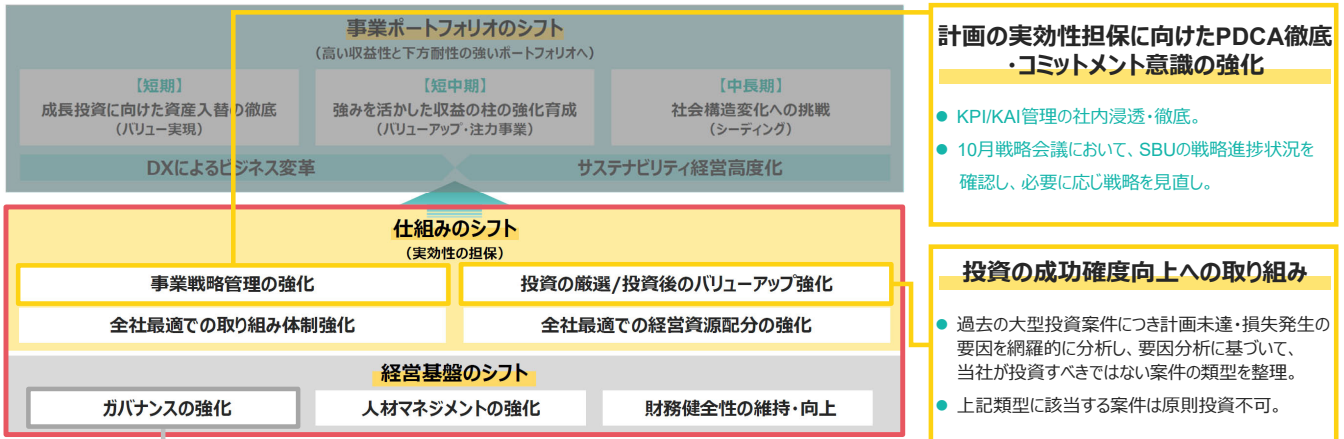 事業ポートフォリオのシフト
（高い収益性と下方耐性の強いポートフォリオへ）
【短期】
成長投資に向けた資産入替の徹底
（バリュー実現）
【短中期】
強みを活かした収益の柱の強化育成
（バリューアップ・注力事業）
【中長期】
社会構造変化への挑戦
（シーディング）
DXによるビジネス変革
サステナビリティ経営高度化
仕組みのシフト
（実効性の担保）
事業戦略管理の強化
投資の厳選/投資後のバリューアップ強化
全社最適での取り組み体制強化
全社最適での経営資源配分の強化
経営基盤のシフト
ガバナンスの強化
人材マネジメントの強化
財務健全性の維持・向上
計画の実効性担保に向けたPDCA徹底
・コミットメント意識の強化
● KPI/KAI管理の社内浸透・徹底。
● 10月戦略会議において、SBUの戦略進捗状況を
確認し、必要に応じ戦略を見直し。
投資の成功確度向上への取り組み
● 過去の大型投資案件につき計画未達・損失発生の
要因を網羅的に分析し、要因分析に基づいて、
当社が投資すべきではない案件の類型を整理。
● 上記類型に該当する案件は原則投資不可。